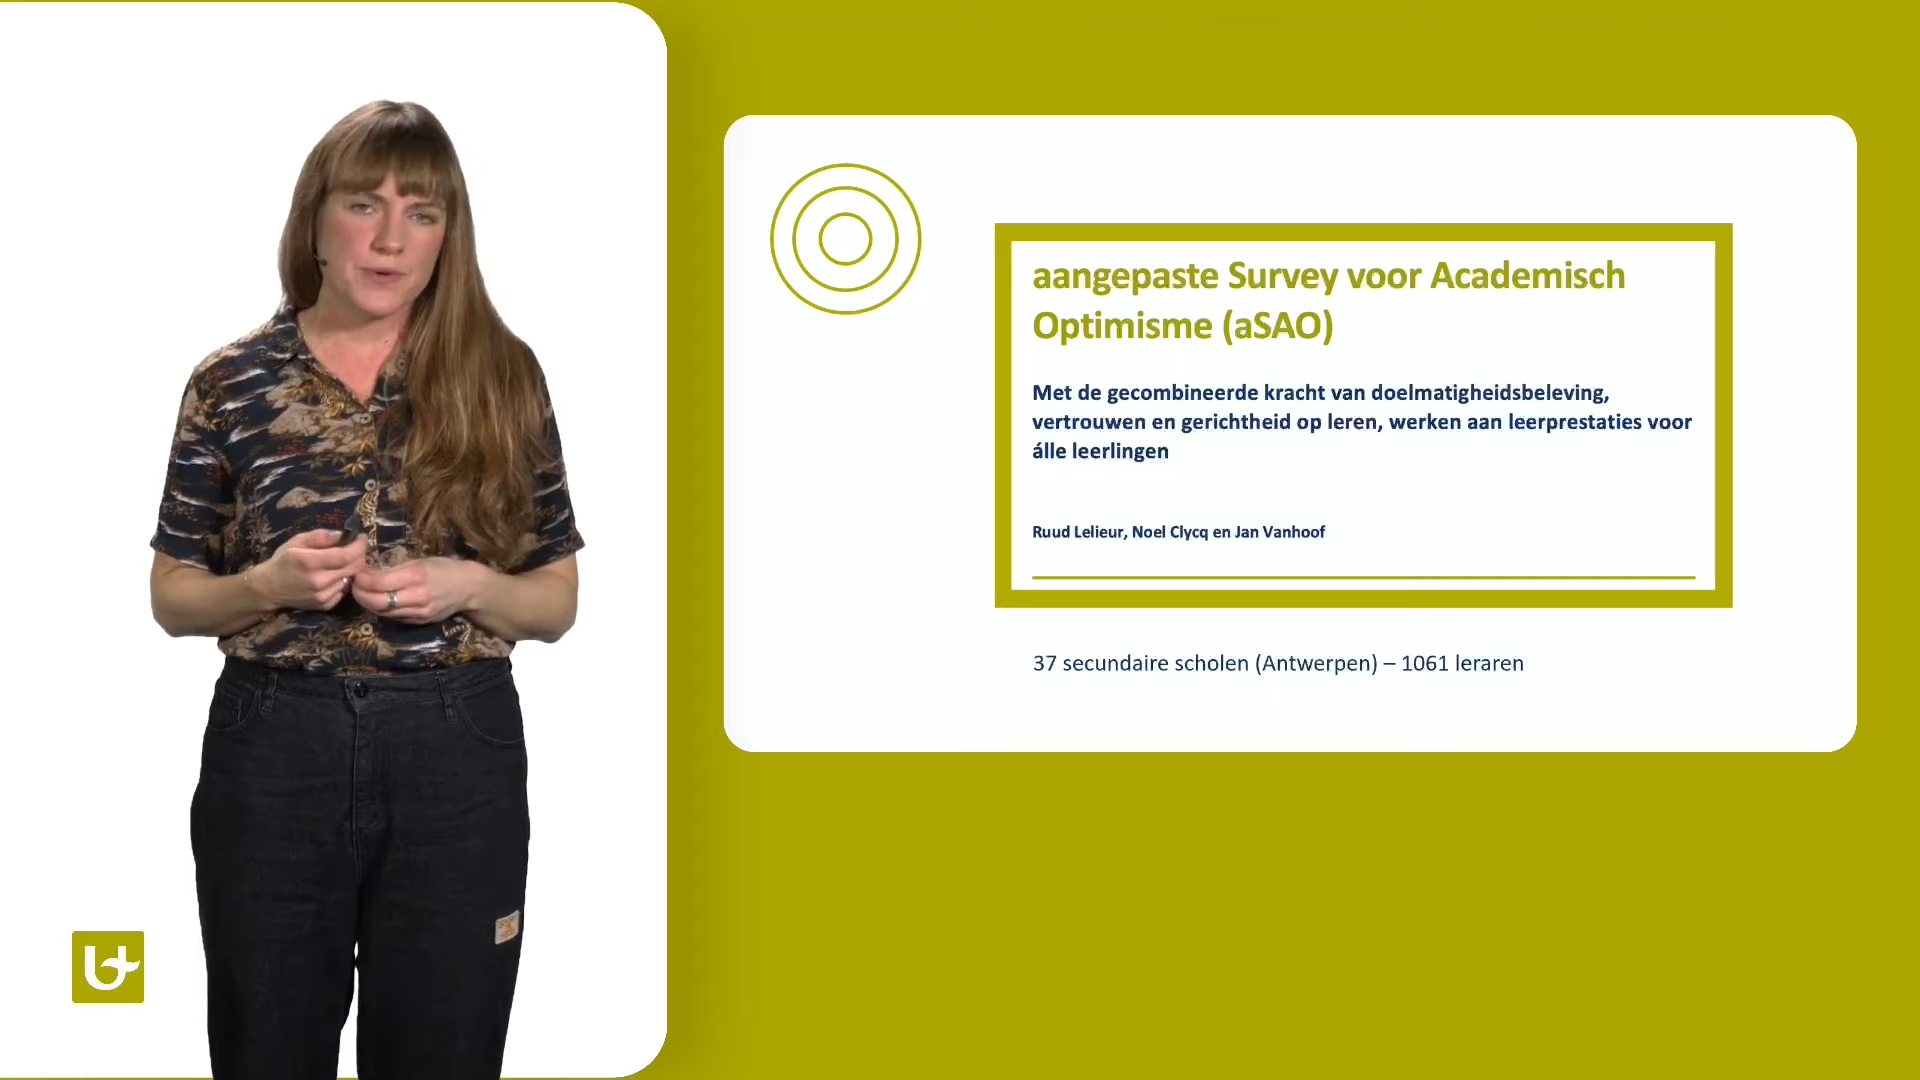 aangepaste Survey voor Academisch
Optimisme (aSAO)
Met de gecombineerde kracht van doelmatigheidsbeleving,
vertrouwen en gerichtheid op leren, werken aan leerprestaties voor
álle leerlingen
Ruud Lelieur, Noel Clycq en Jan Vanhoof
37 secundaire scholen (Antwerpen) – 1061 leraren